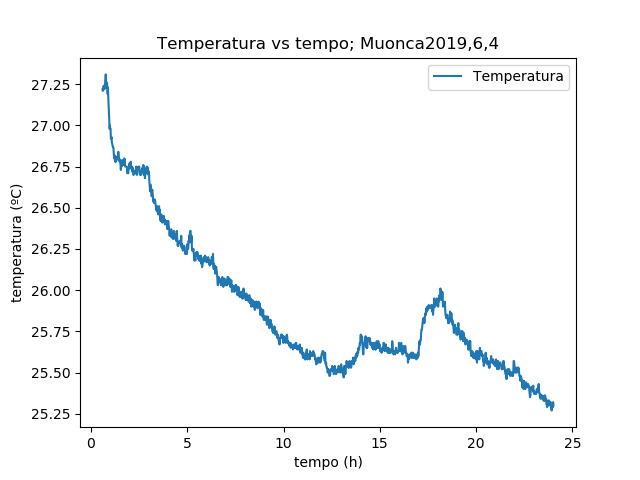 Temperatura vs tempo; Muonca2019,6,4
Temperatura
temperatura (ºC)
27.25
27.00
26.75
26.50
26.25
26.00
25.75
25.50
25.25
0 5 10 15 20 25
tempo (h)